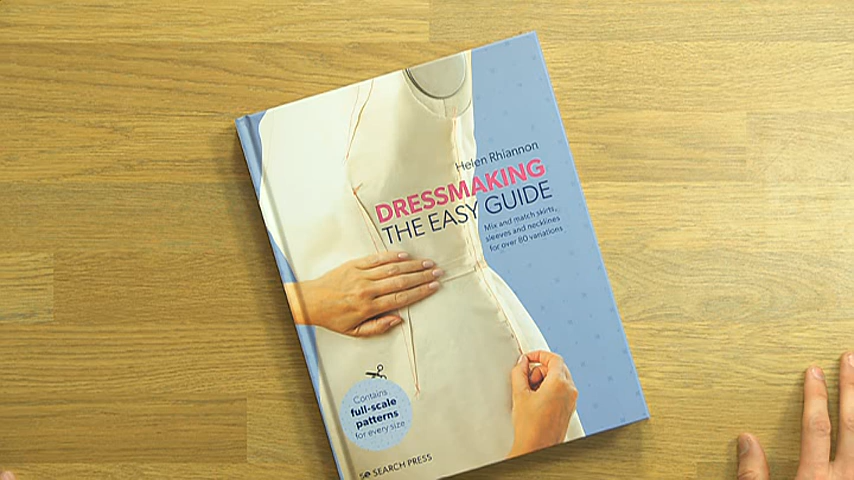 Helen Rhiannon
DRESSMAKING
THE EASY GUIDE
Mix and match skirts,
sleeves and necklines
for over 80 variations
Contains
full-scale
patterns
for every size
SEARCH PRESS